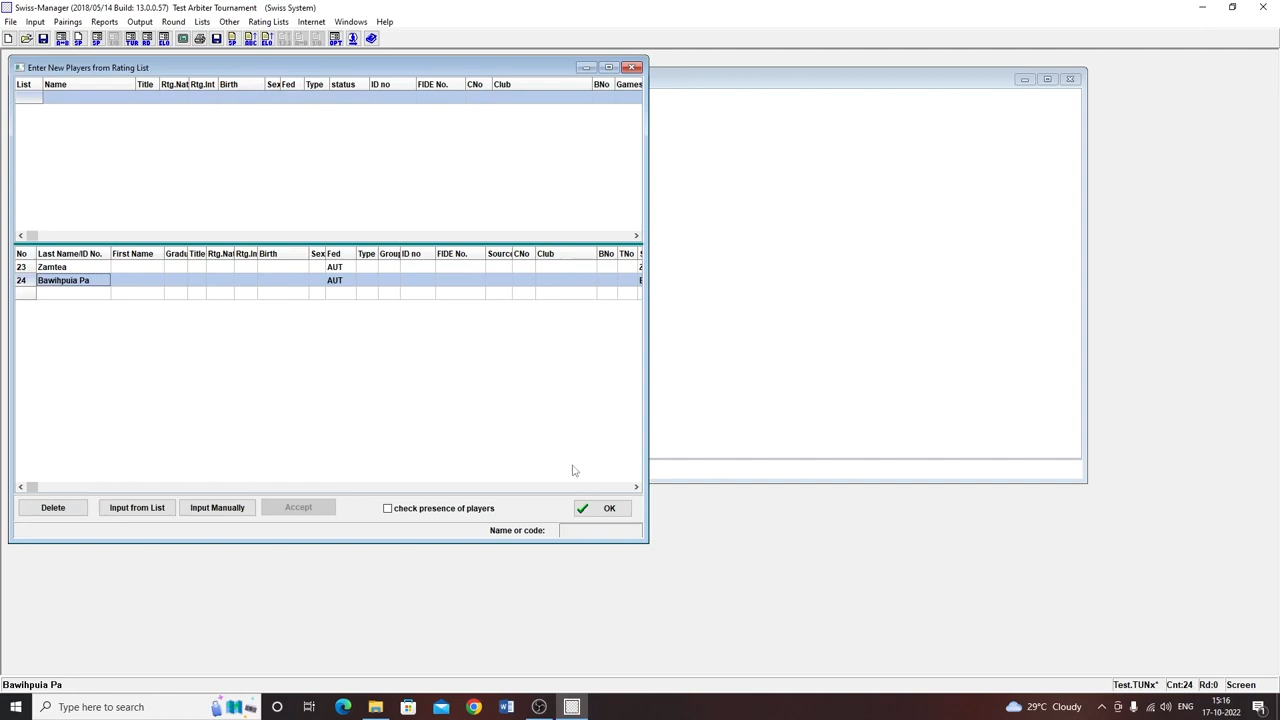 Swiss-Manager (2018/05/14 Build: 13.0.0.57) Test Arbiter Tournament (Swiss System)
File Input Pairings Reports Output Round Lists Other Rating Lists Internet Windows Help
Enter New Players from Rating List
List Name Title Rtg.Nat Rtg.Int Birth Sex Fed Type status ID no FIDE No. CNo Club BNo Games
No Last Name/ID No. First Name Gradu Title Rtg.Nat Rtg.In Birth Sex Fed Type Group ID no FIDE No. Source CNo Club BNo TNo
23 Zamtea AUT
24 Bawihpuia Pa AUT
Delete Input from List Input Manually Accept check presence of players OK
Name or code:
Bawihpuia Pa Test.TUNx* Cnt:24 Rd:0 Screen
Type here to search 29°C Cloudy ENG 15:16
17-10-2022